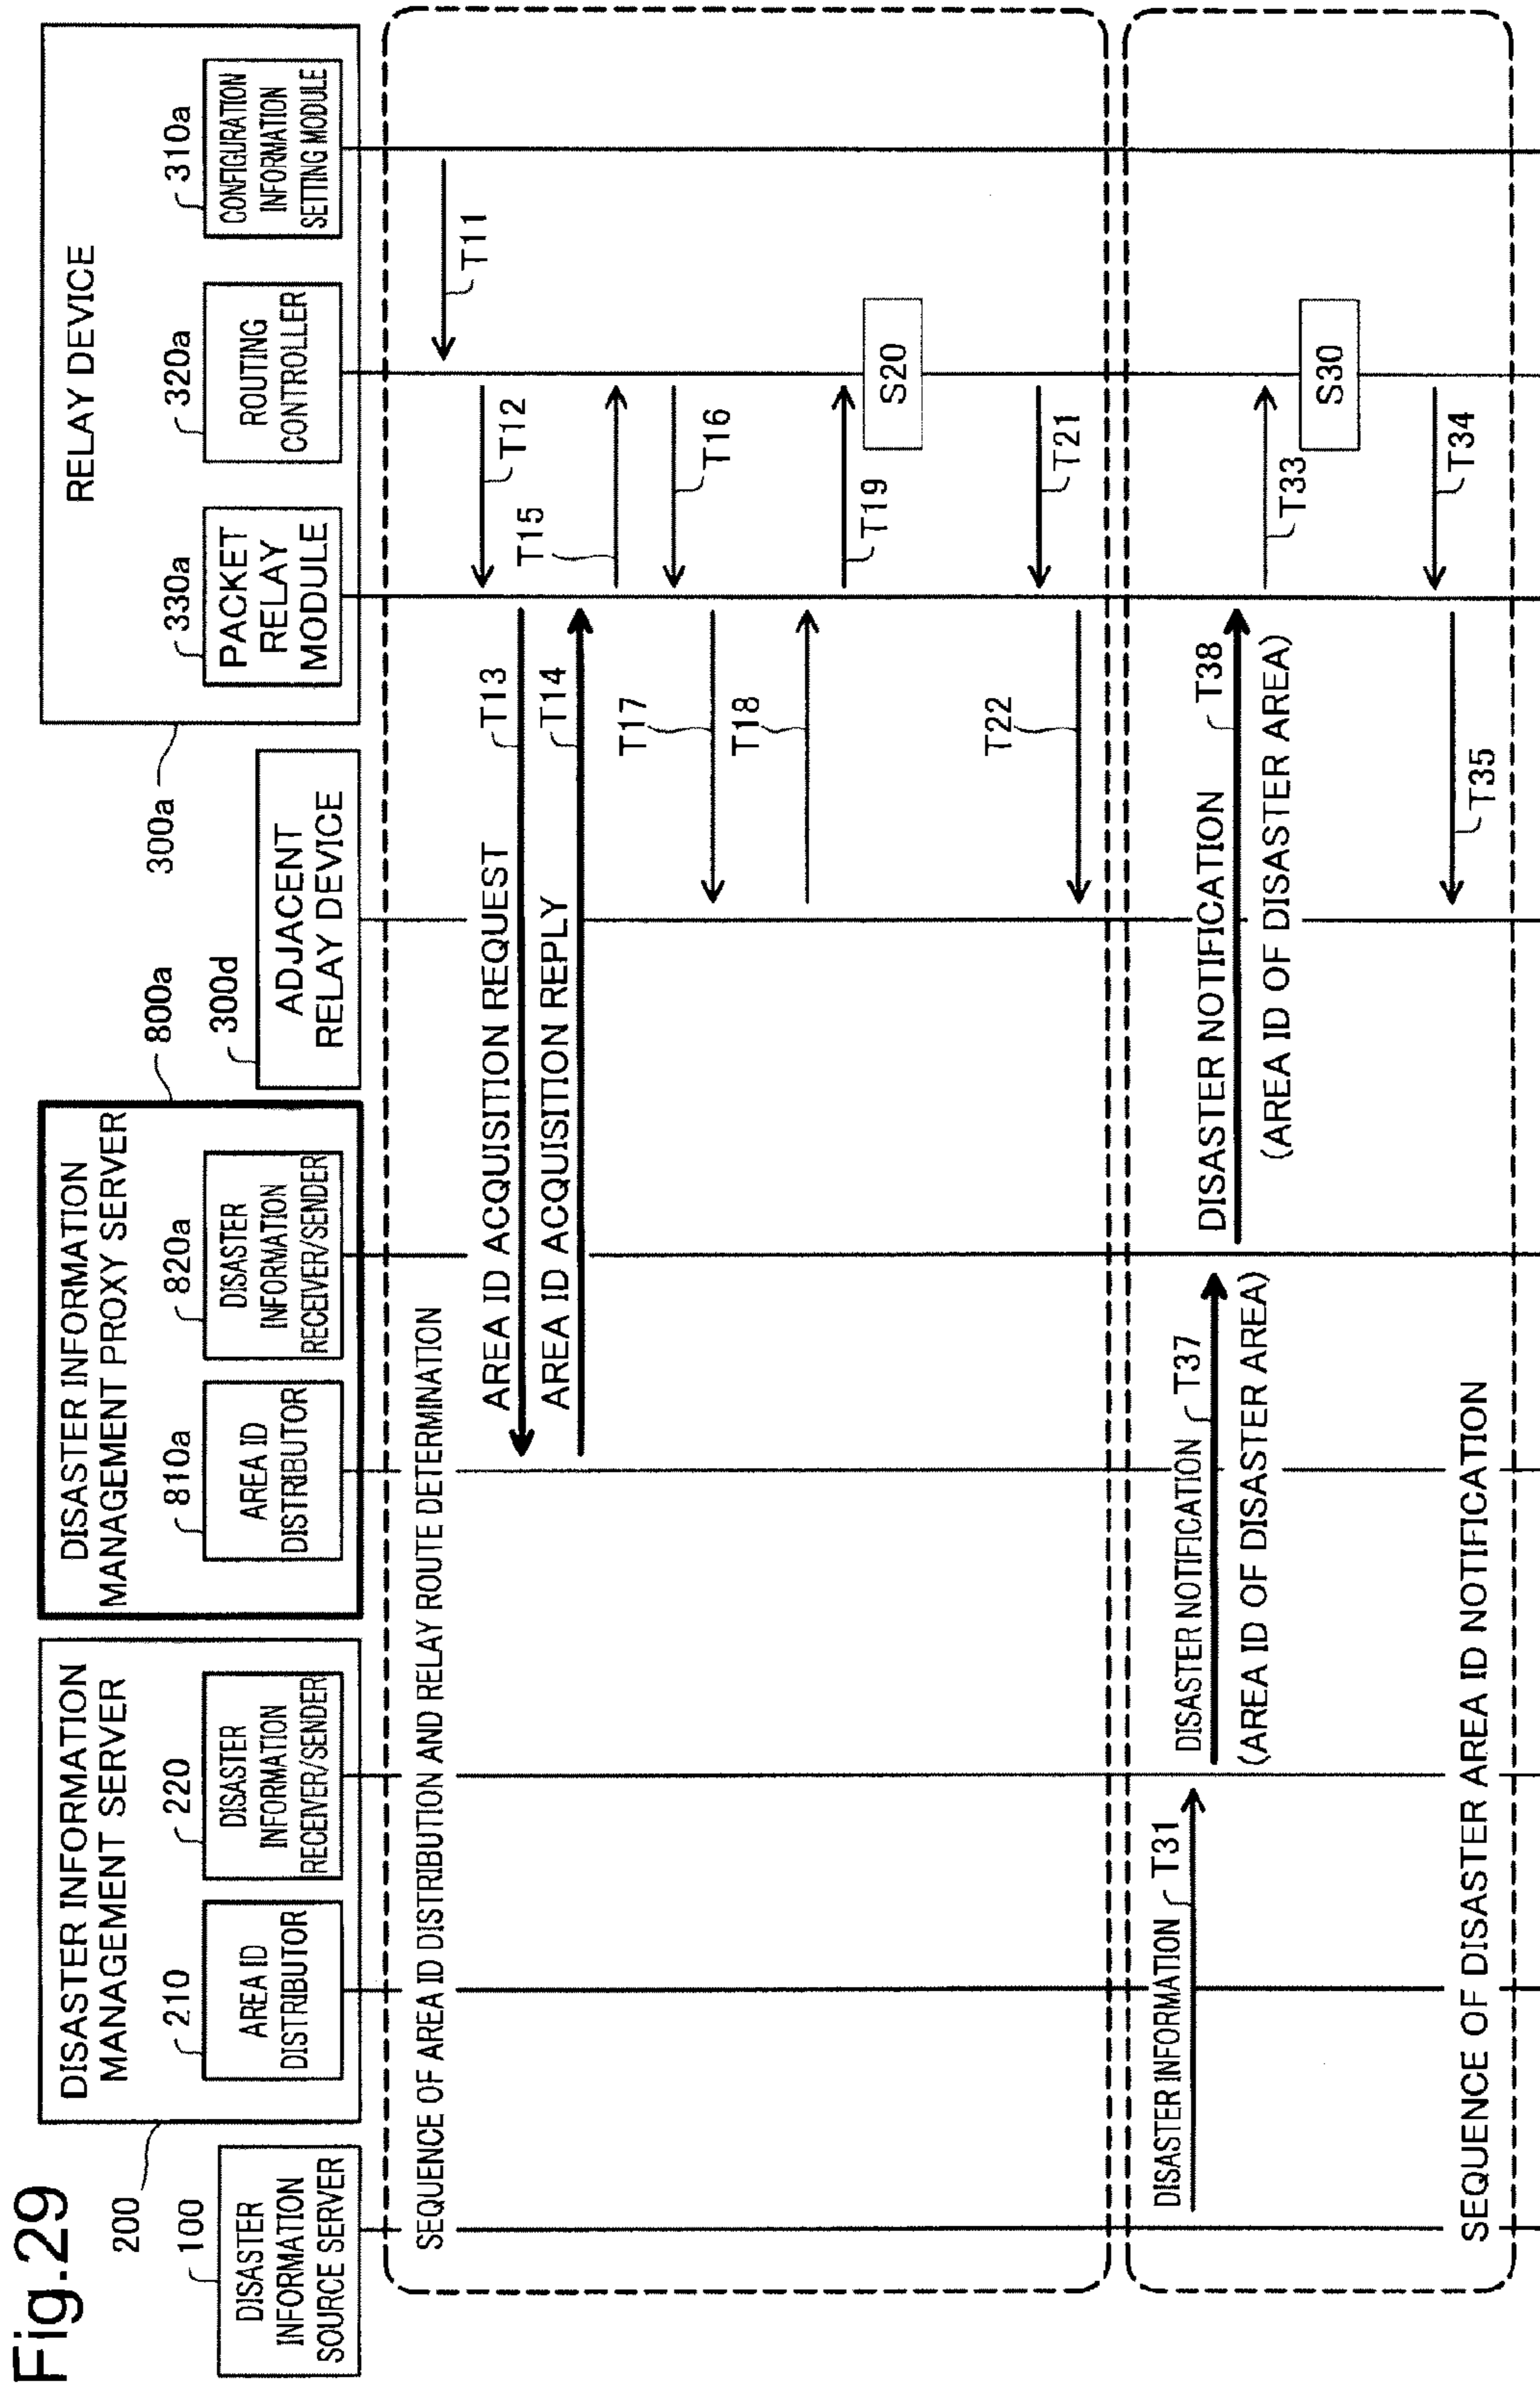 Fig.29
100
DISASTER
INFORMATION
SOURCE SERVER
200
DISASTER INFORMATION
MANAGEMENT SERVER
210
AREA ID
DISTRIBUTOR
220
DISASTER
INFORMATION
RECEIVER/SENDER
800a
DISASTER INFORMATION
MANAGEMENT PROXY SERVER
810a
AREA ID
DISTRIBUTOR
820a
DISASTER
INFORMATION
RECEIVER/SENDER
300d
ADJACENT
RELAY DEVICE
300a
RELAY DEVICE
330a
PACKET
RELAY
MODULE
320a
ROUTING
CONTROLLER
310a
CONFIGURATION
INFORMATION
SETTING MODULE
SEQUENCE OF AREA ID DISTRIBUTION AND RELAY ROUTE DETERMINATION
T11
T12
AREA ID ACQUISITION REQUEST
T13
AREA ID ACQUISITION REPLY
T14
T15
T16
T17
T18
T19
S20
T21
T22
DISASTER INFORMATION
T31
DISASTER NOTIFICATION
T37
(AREA ID OF DISASTER AREA)
DISASTER NOTIFICATION
T38
(AREA ID OF DISASTER AREA)
T33
S30
T34
T35
SEQUENCE OF DISASTER AREA ID NOTIFICATION